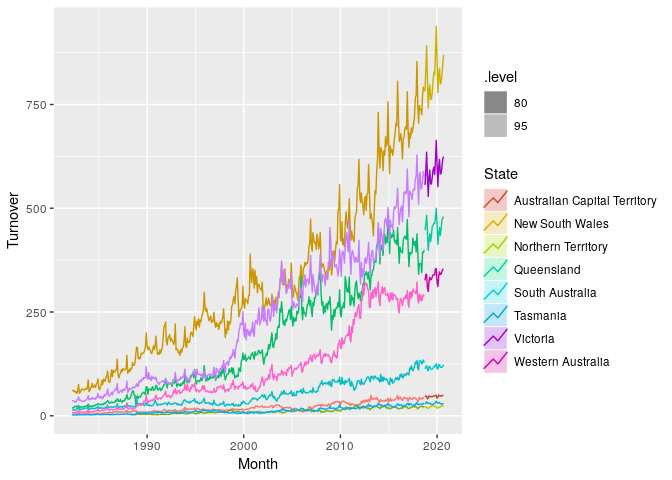 Turnover
750
500
250
0
1990
2000
2010
2020
Month
.level
80
95
State
Australian Capital Territory
New South Wales
Northern Territory
Queensland
South Australia
Tasmania
Victoria
Western Australia